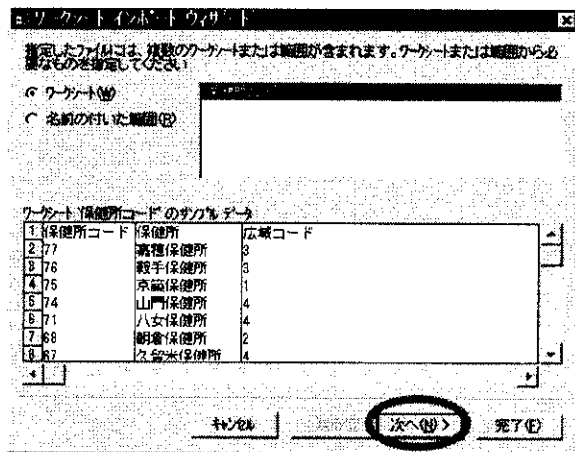 ワークシート インポート ウィザード
指定したファイルには、複数のワークシートまたは範囲が含まれます。ワークシートまたは範囲から必
要なものを指定してください
ワークシート(W)
名前の付いた範囲(R)
ワークシート '保健所コード' のサンプル データ
1 保健所コード 保健所 広域コード
2 77 嘉穂保健所 3
3 76 鞍手保健所 3
4 75 京築保健所 1
5 74 山門保健所 4
6 71 八女保健所 4
7 68 朝倉保健所 2
8 67 久留米保健所 4
キャンセル 次へ(N) > 完了(F)